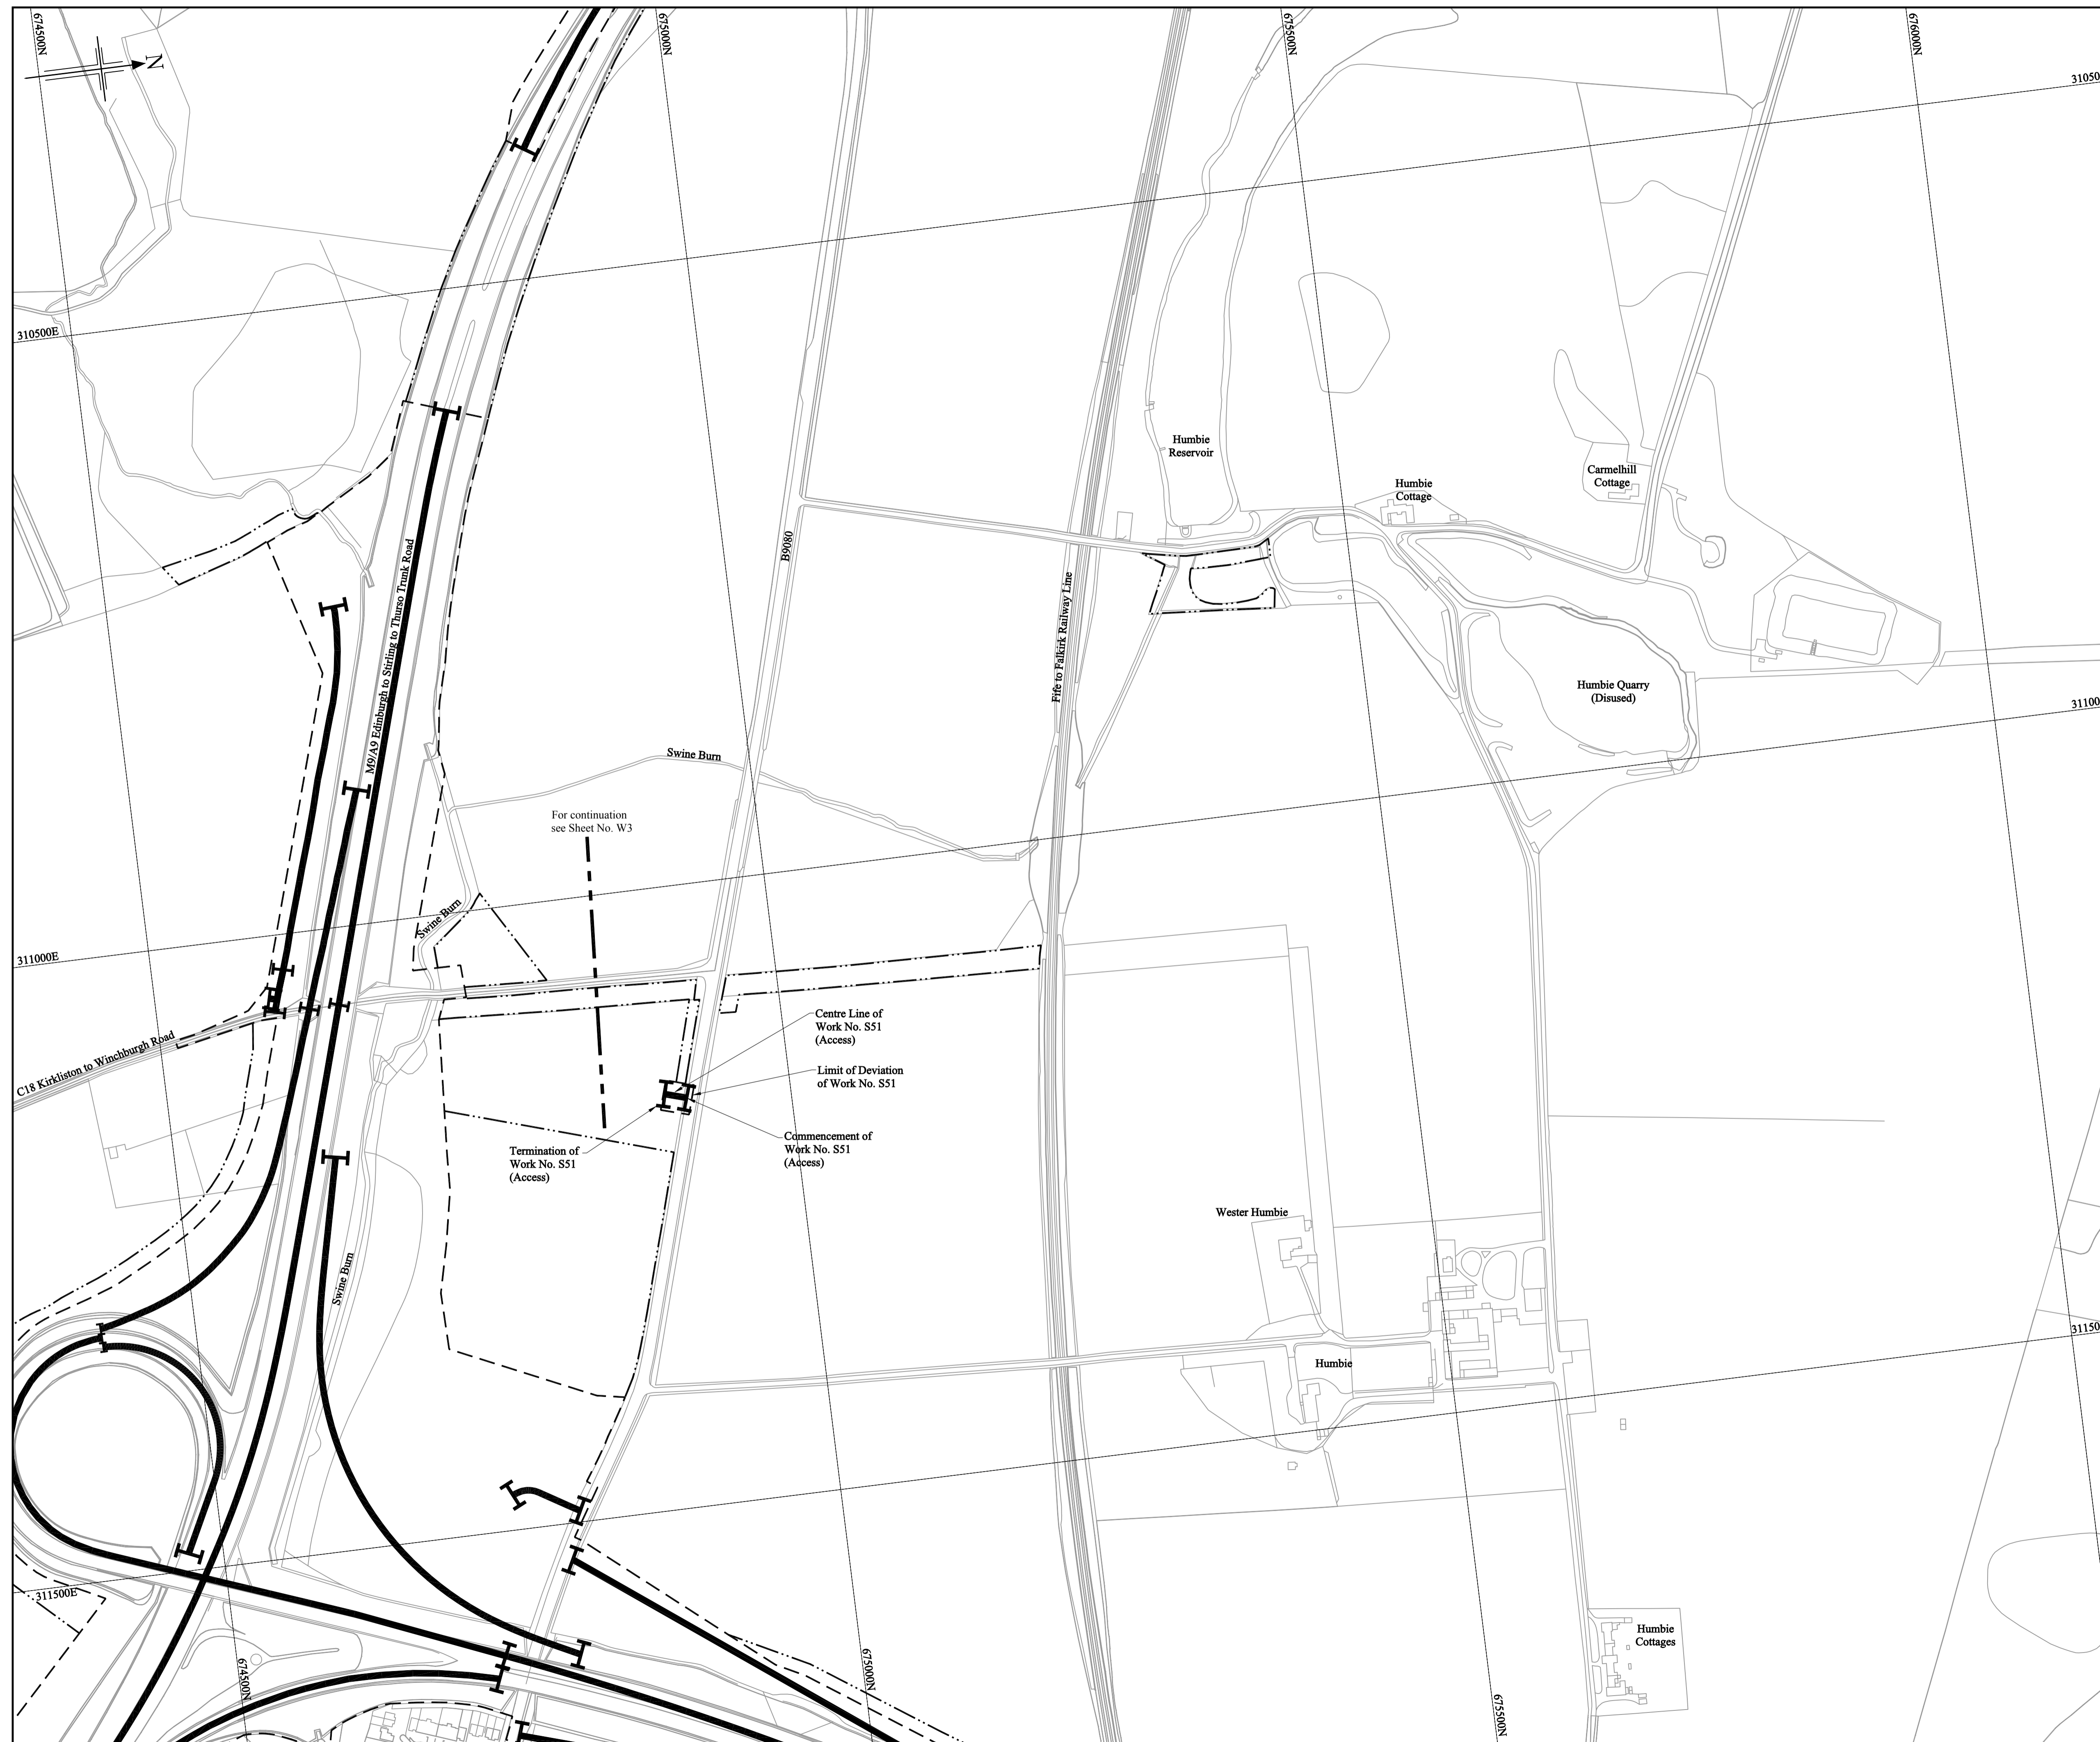 674500N
675000N
675500N
676000N
N
31050
310500E
Humbie
Reservoir
Humbie
Cottage
Carmelhill
Cottage
B9080
M9/A9 Edinburgh to Stirling to Thurso Trunk Road
Fife to Falkirk Railway Line
Humbie Quarry
(Disused)
31100
Swine Burn
For continuation
see Sheet No. W3
Swine Burn
311000E
Centre Line of
Work No. S51
(Access)
C18 Kirkliston to Winchburgh Road
Limit of Deviation
of Work No. S51
Commencement of
Work No. S51
(Access)
Termination of
Work No. S51
(Access)
Wester Humbie
Swine Burn
31150
Humbie
311500E
Humbie
Cottages
674500N
675000N
675500N